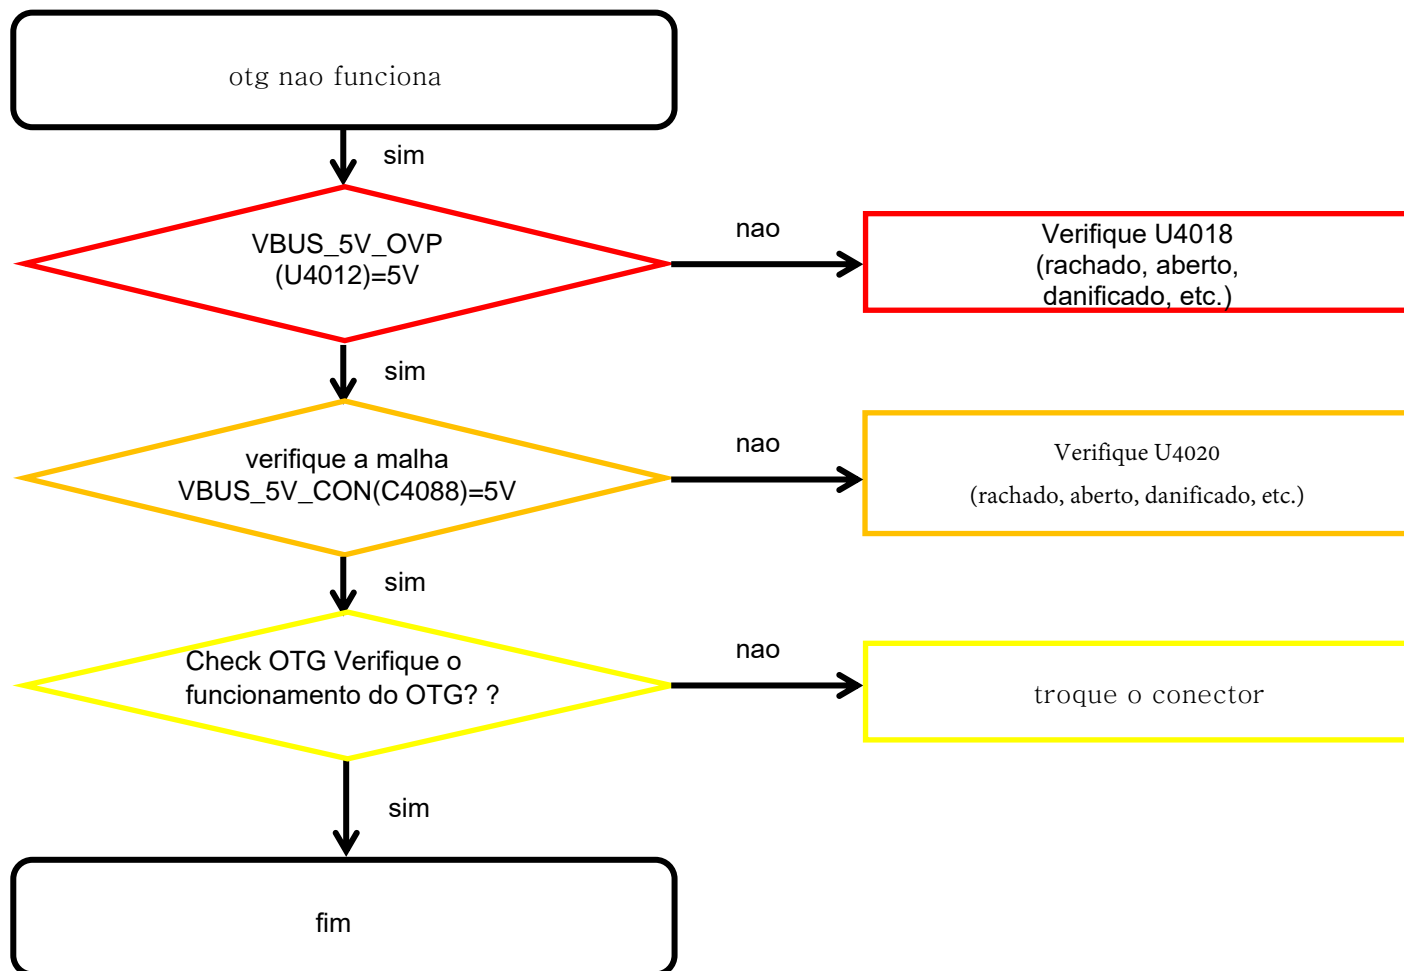 otg nao funciona
sim
VBUS_5V_OVP
(U4012)=5V
nao
Verifique U4018
(rachado, aberto,
danificado, etc.)
sim
verifique a malha
VBUS_5V_CON(C4088)=5V
nao
Verifique U4020
(rachado, aberto, danificado, etc.)
sim
Check OTG Verifique o
funcionamento do OTG? ?
nao
troque o conector
sim
fim